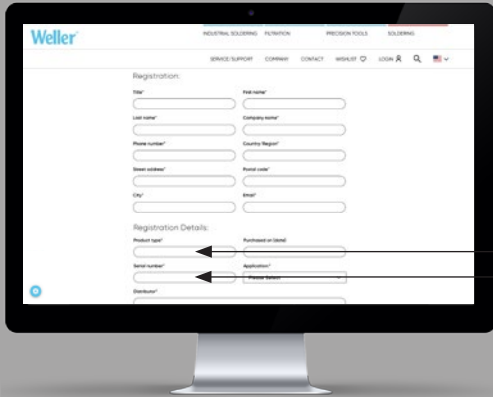 Weller
INDUSTRIAL SOLDERING FILTRATION PRECISION TOOLS SOLDERING
SERVICE/SUPPORT COMPANY CONTACT WISHLIST LOGIN
Registration:
Title* First name*
Last name* Company name*
Phone number* Country/Region*
Street address* Postal code*
City* Email*
Registration Details:
Product type* Purchased on (date)
Serial number* Application:*
Please Select
Distributor*